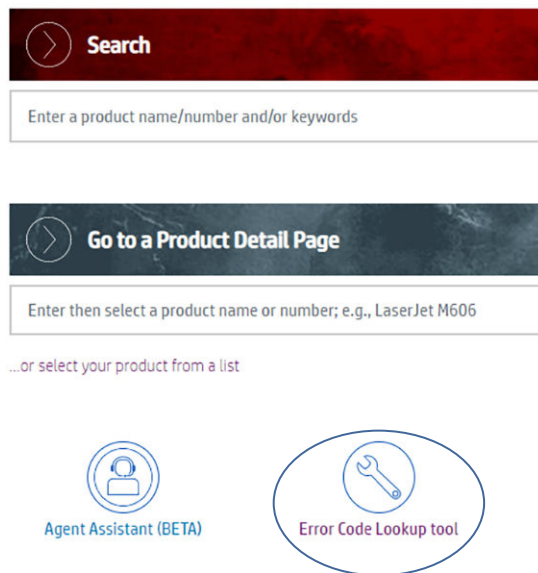 Search
Enter a product name/number and/or keywords
Go to a Product Detail Page
Enter then select a product name or number; e.g., LaserJet M606
...or select your product from a list
Agent Assistant (BETA)
Error Code Lookup tool